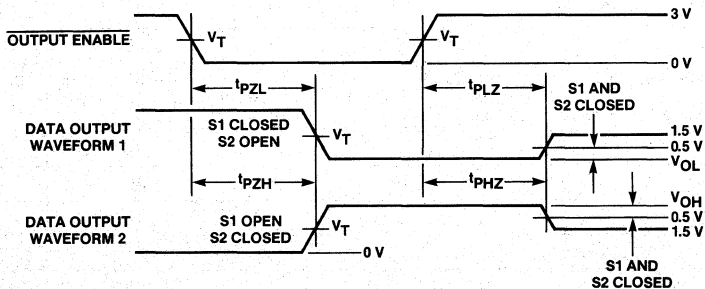 3 V
OUTPUT ENABLE
V_T
V_T
0 V
t_PZL
t_PLZ
S1 AND
S2 CLOSED
DATA OUTPUT
WAVEFORM 1
S1 CLOSED
S2 OPEN
V_T
1.5 V
0.5 V
V_OL
t_PZH
t_PHZ
V_OH
DATA OUTPUT
WAVEFORM 2
S1 OPEN
S2 CLOSED
V_T
0.5 V
1.5 V
0 V
S1 AND
S2 CLOSED